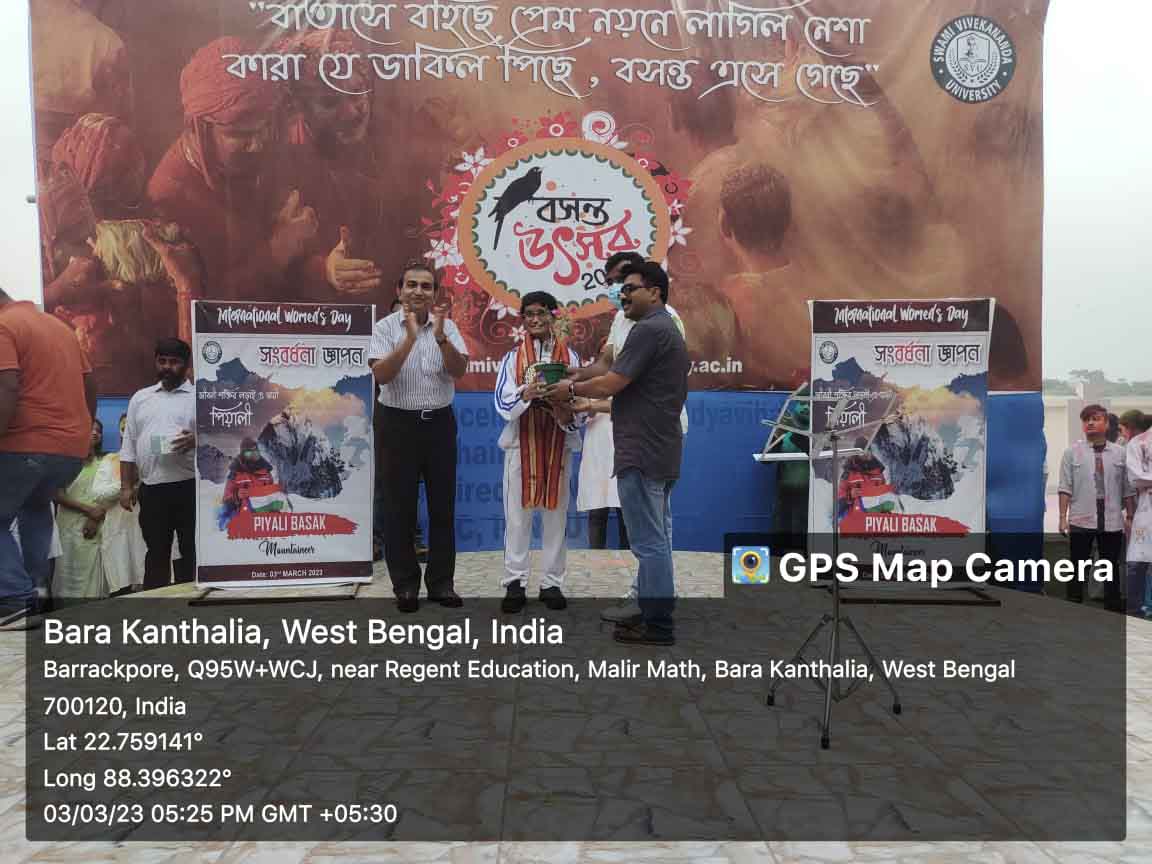 "বাতাসে বহিছে প্রেম নয়নে লাগিল নেশা
কারা যে ডাকিল পিছে , বসন্ত এসে গেছে"
SWAMI VIVEKANANDA UNIVERSITY
SVU
বসন্ত
উৎসব
.ac.in
International Women's Day
সংবর্ধনা জ্ঞাপন
পিয়ালী
PIYALI BASAK
Mountaineer
Date: 03rd MARCH 2023
International Women's Day
সংবর্ধনা জ্ঞাপন
পিয়ালী
PIYALI BASAK
GPS Map Camera
Bara Kanthalia, West Bengal, India
Barrackpore, Q95W+WCJ, near Regent Education, Malir Math, Bara Kanthalia, West Bengal
700120, India
Lat 22.759141°
Long 88.396322°
03/03/23 05:25 PM GMT +05:30